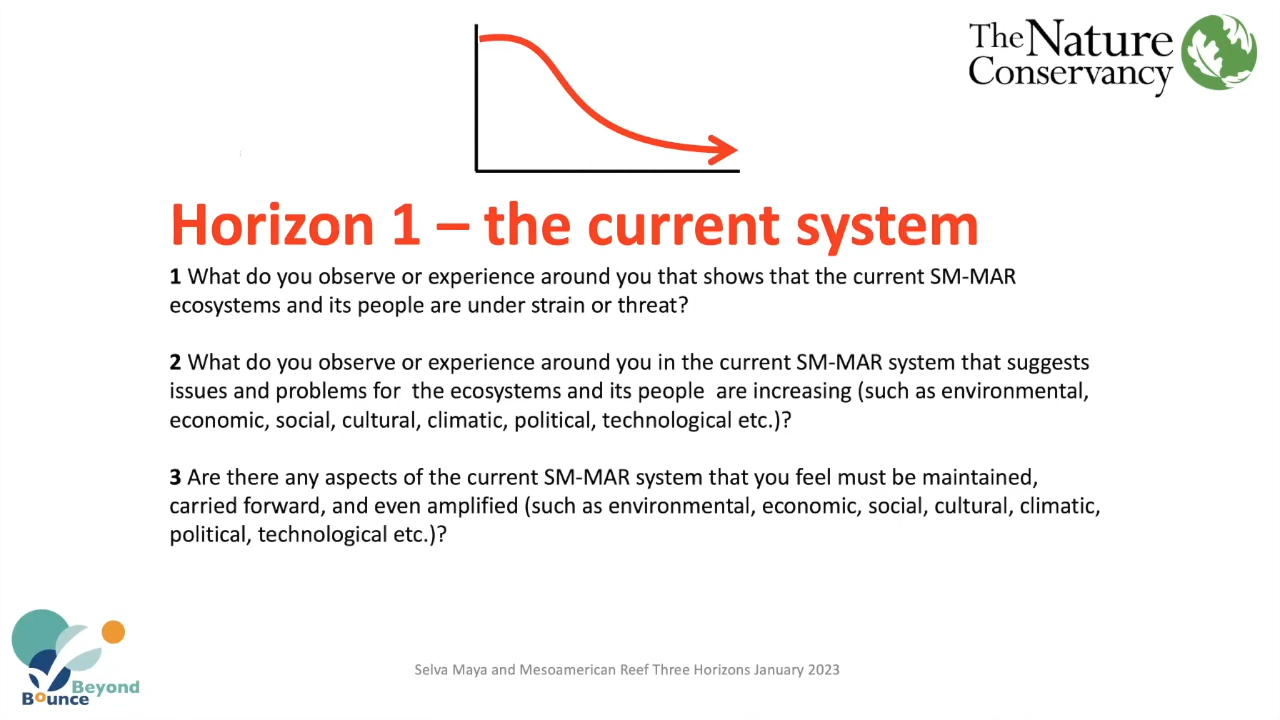 The Nature
Conservancy
Horizon 1 – the current system
1 What do you observe or experience around you that shows that the current SM-MAR
ecosystems and its people are under strain or threat?
2 What do you observe or experience around you in the current SM-MAR system that suggests
issues and problems for  the ecosystems and its people  are increasing (such as environmental,
economic, social, cultural, climatic, political, technological etc.)?
3 Are there any aspects of the current SM-MAR system that you feel must be maintained,
carried forward, and even amplified (such as environmental, economic, social, cultural, climatic,
political, technological etc.)?
Selva Maya and Mesoamerican Reef Three Horizons January 2023
Bounce
Beyond